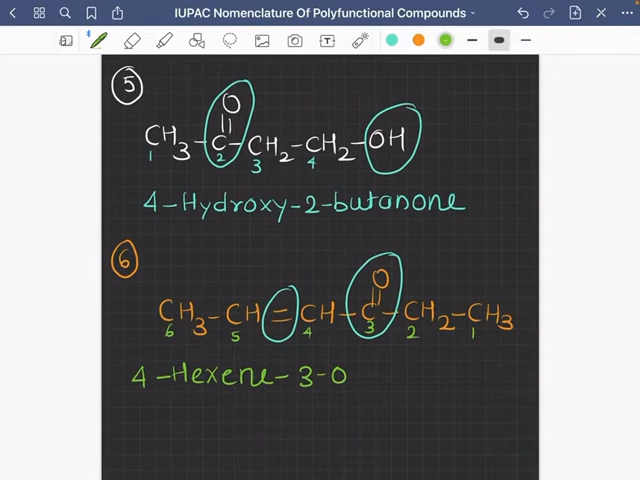 IUPAC Nomenclature Of Polyfunctional Compounds
5
O
CH3-C-CH2-CH2-OH
1 2 3 4
4-Hydroxy-2-butanone
6
O
CH3-CH=CH-C-CH2-CH3
6 5 4 3 2 1
4-Hexene-3-O